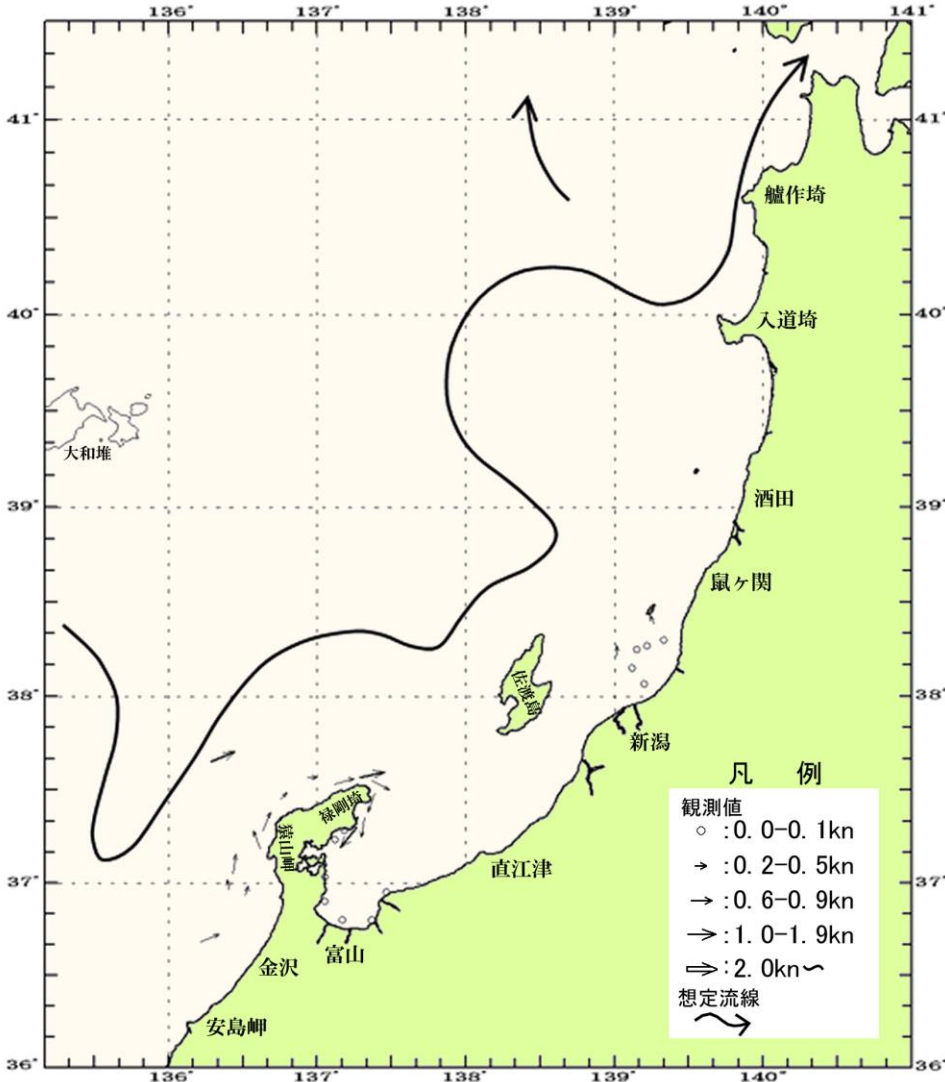 136°
137°
138°
139°
140°
141°
41°
41°
艫作埼
入道埼
40°
40°
大和堆
39°
39°
酒田
鼠ヶ関
佐渡島
38°
38°
新潟
凡 例
観測値
○ :0.0-0.1kn
→ :0.2-0.5kn
→ :0.6-0.9kn
→ :1.0-1.9kn
⇒ :2.0kn~
想定流線
禄剛埼
猿山岬
直江津
37°
37°
富山
金沢
安島岬
36°
36°
136°
137°
138°
139°
140°